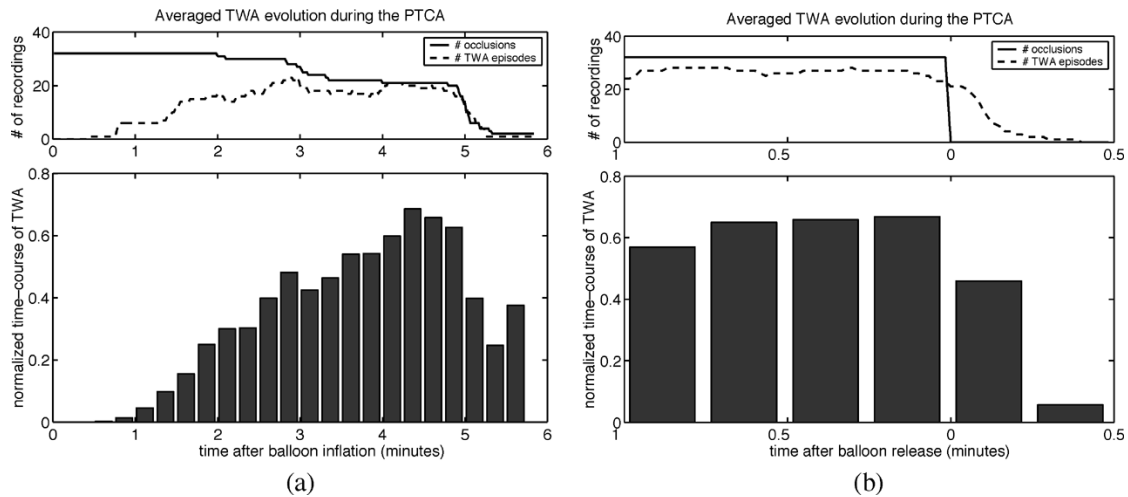 Averaged TWA evolution during the PTCA
40
20
0
# of recordings
# occlusions
# TWA episodes
0 1 2 3 4 5 6
0.8
0.6
0.4
0.2
0
normalized time-course of TWA
0 1 2 3 4 5 6
time after balloon inflation (minutes)
(a)
Averaged TWA evolution during the PTCA
40
20
0
# of recordings
# occlusions
# TWA episodes
1 0.5 0 0.5
0.8
0.6
0.4
0.2
0
normalized time-course of TWA
1 0.5 0 0.5
time after balloon release (minutes)
(b)